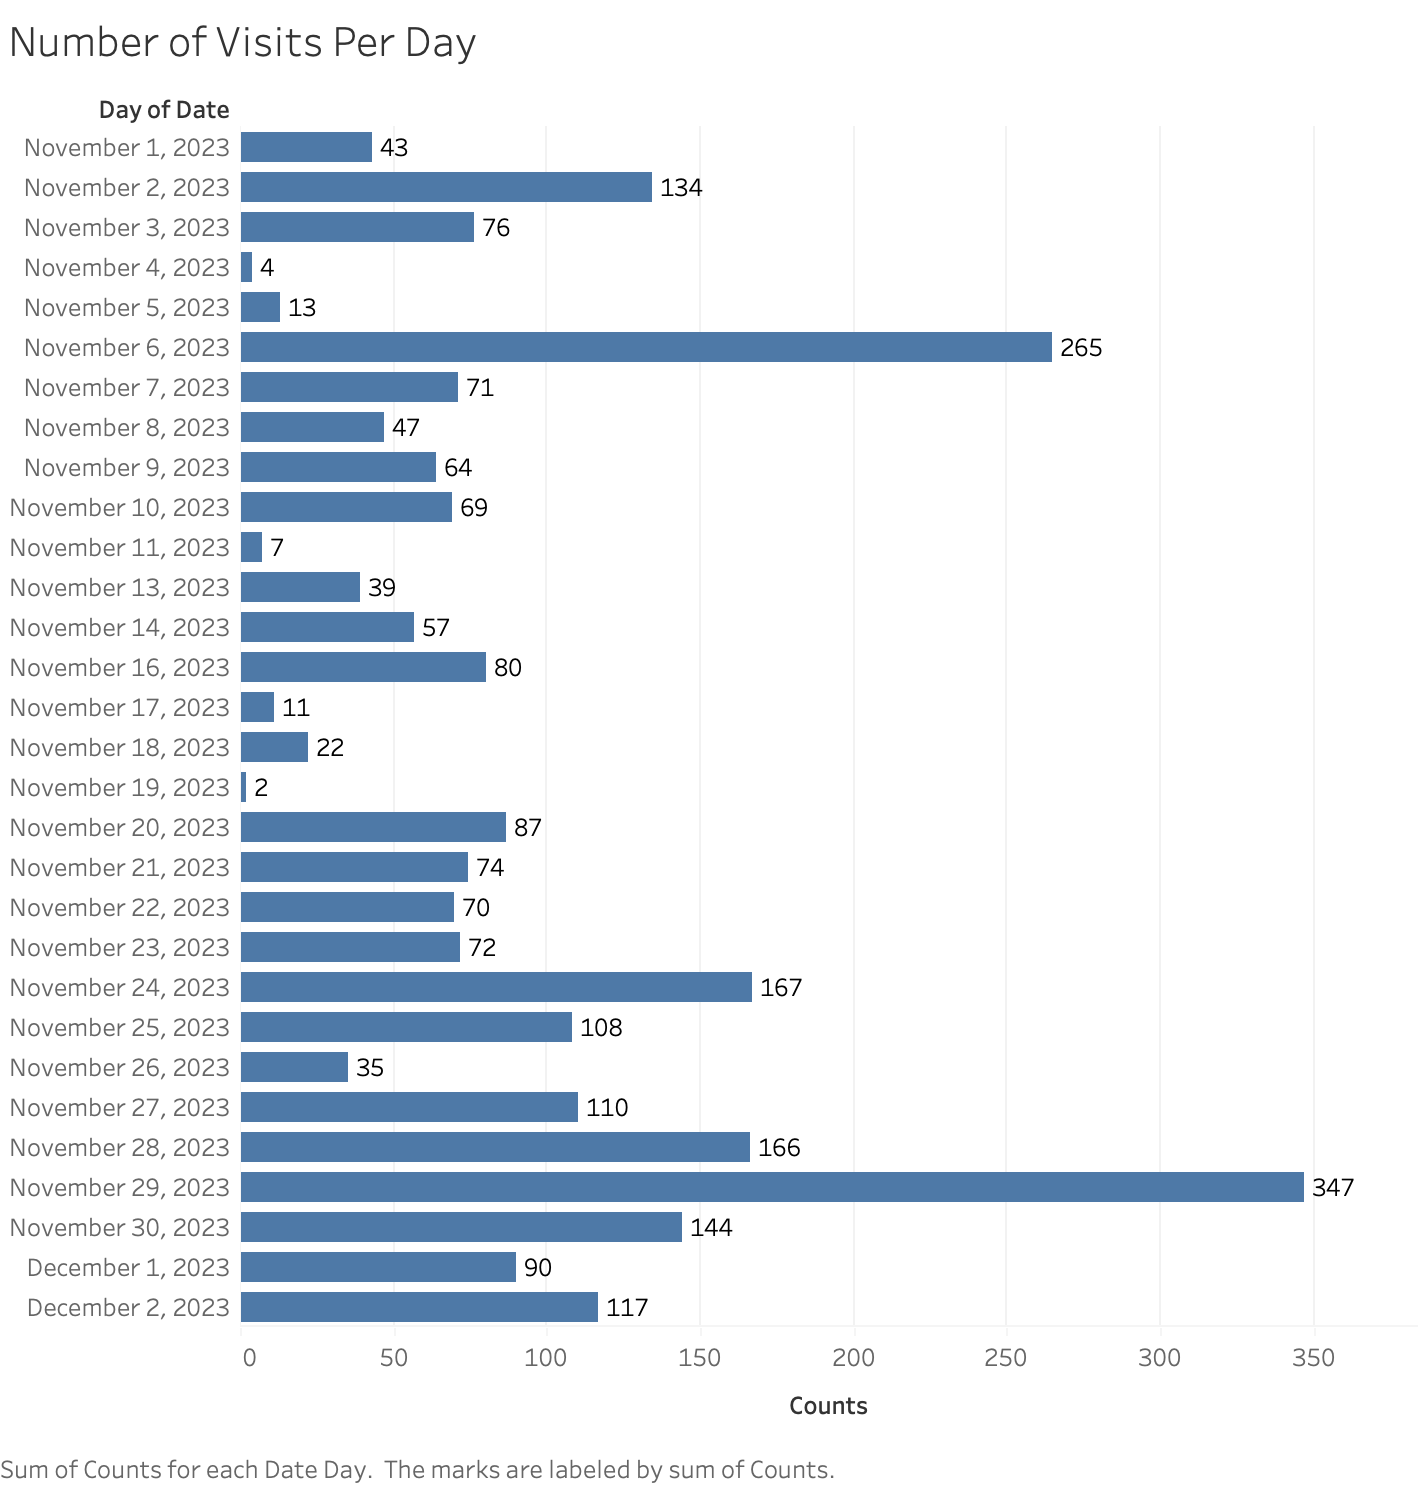 Number of Visits Per Day
Day of Date
November 1, 2023 43
November 2, 2023 134
November 3, 2023 76
November 4, 2023 4
November 5, 2023 13
November 6, 2023 265
November 7, 2023 71
November 8, 2023 47
November 9, 2023 64
November 10, 2023 69
November 11, 2023 7
November 13, 2023 39
November 14, 2023 57
November 16, 2023 80
November 17, 2023 11
November 18, 2023 22
November 19, 2023 2
November 20, 2023 87
November 21, 2023 74
November 22, 2023 70
November 23, 2023 72
November 24, 2023 167
November 25, 2023 108
November 26, 2023 35
November 27, 2023 110
November 28, 2023 166
November 29, 2023 347
November 30, 2023 144
December 1, 2023 90
December 2, 2023 117
0 50 100 150 200 250 300 350
Counts
Sum of Counts for each Date Day. The marks are labeled by sum of Counts.